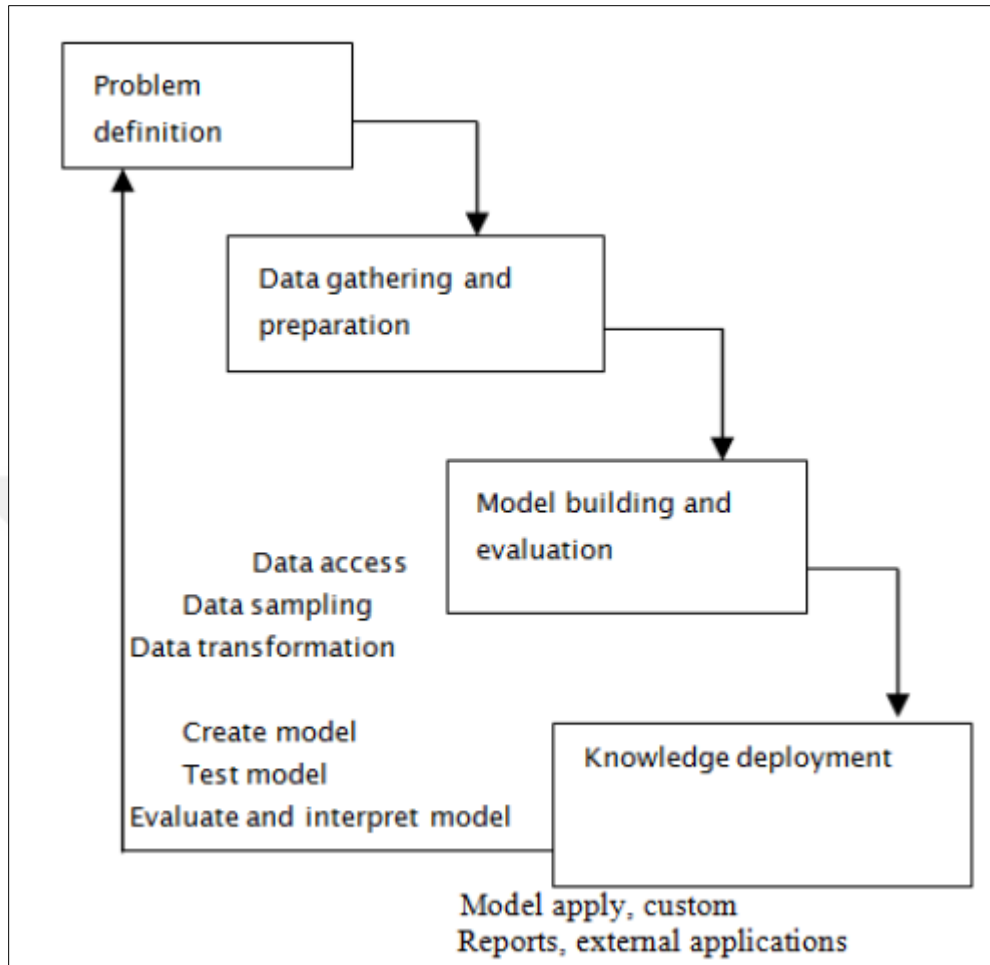 Problem
definition
Data gathering and
preparation
Model building and
evaluation
Data access
Data sampling
Data transformation
Create model
Test model
Evaluate and interpret model
Knowledge deployment
Model apply, custom
Reports, external applications